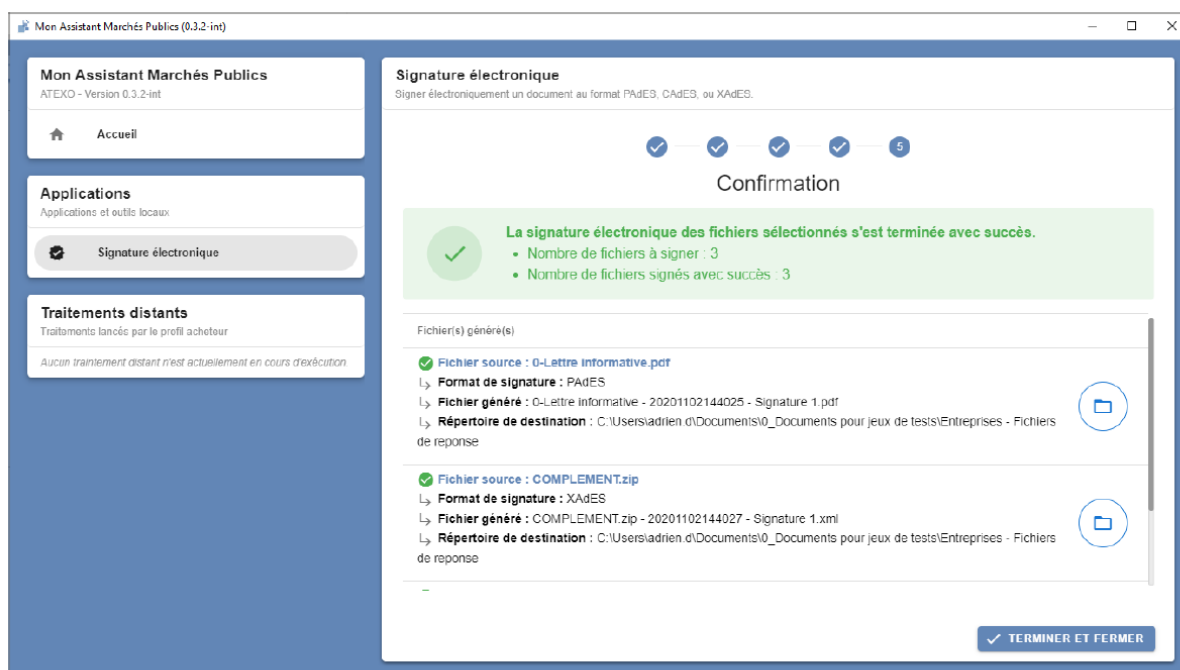 Mon Assistant Marchés Publics (0.3.2-int)
Mon Assistant Marchés Publics
ATEXO - Version 0.3.2-int
Accueil
Applications
Applications et outils locaux
Signature électronique
Traitements distants
Traitements lancés par le profil acheteur
Aucun traintement distant n'est actuellement en cours d'exécution
Signature électronique
Signer électroniquement un document au format PAdES, CAdES, ou XAdES.
5
Confirmation
La signature électronique des fichiers sélectionnés s'est terminée avec succès.
• Nombre de fichiers à signer : 3
• Nombre de fichiers signés avec succès : 3
Fichier(s) généré(s)
Fichier source : 0-Lettre informative.pdf
Format de signature : PAdES
Fichier généré : 0-Lettre informative - 20201102144025 - Signature 1.pdf
Répertoire de destination : C:\Users\adrien.d\Documents\0_Documents pour jeux de tests\Entreprises - Fichiers
de reponse
Fichier source : COMPLEMENT.zip
Format de signature : XAdES
Fichier généré : COMPLEMENT.zip - 20201102144027 - Signature 1.xml
Répertoire de destination : C:\Users\adrien.d\Documents\0_Documents pour jeux de tests\Entreprises - Fichiers
de reponse
TERMINER ET FERMER